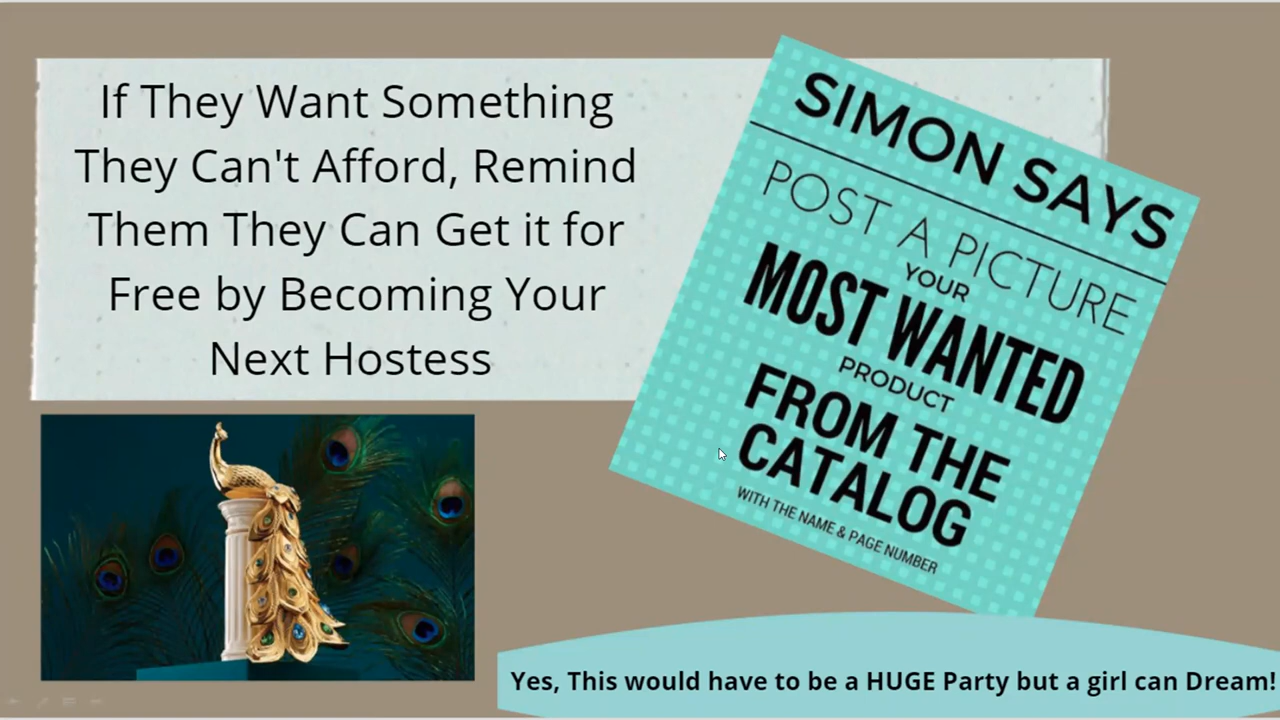 If They Want Something
They Can't Afford, Remind
Them They Can Get it for
Free by Becoming Your
Next Hostess
SIMON SAYS
POST A PICTURE
YOUR
MOST WANTED
PRODUCT
FROM THE
CATALOG
WITH THE NAME & PAGE NUMBER
Yes, This would have to be a HUGE Party but a girl can Dream!